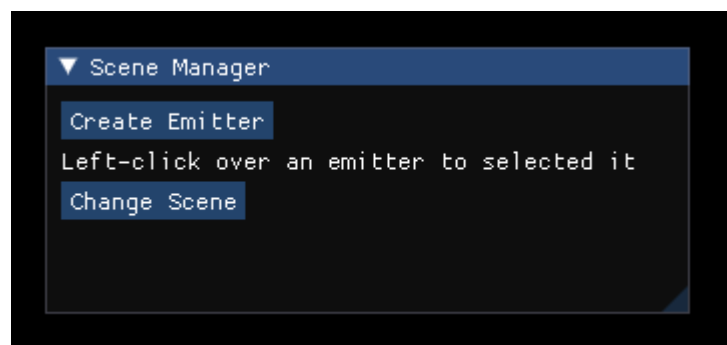 Scene Manager
Create Emitter
Left-click over an emitter to selected it
Change Scene